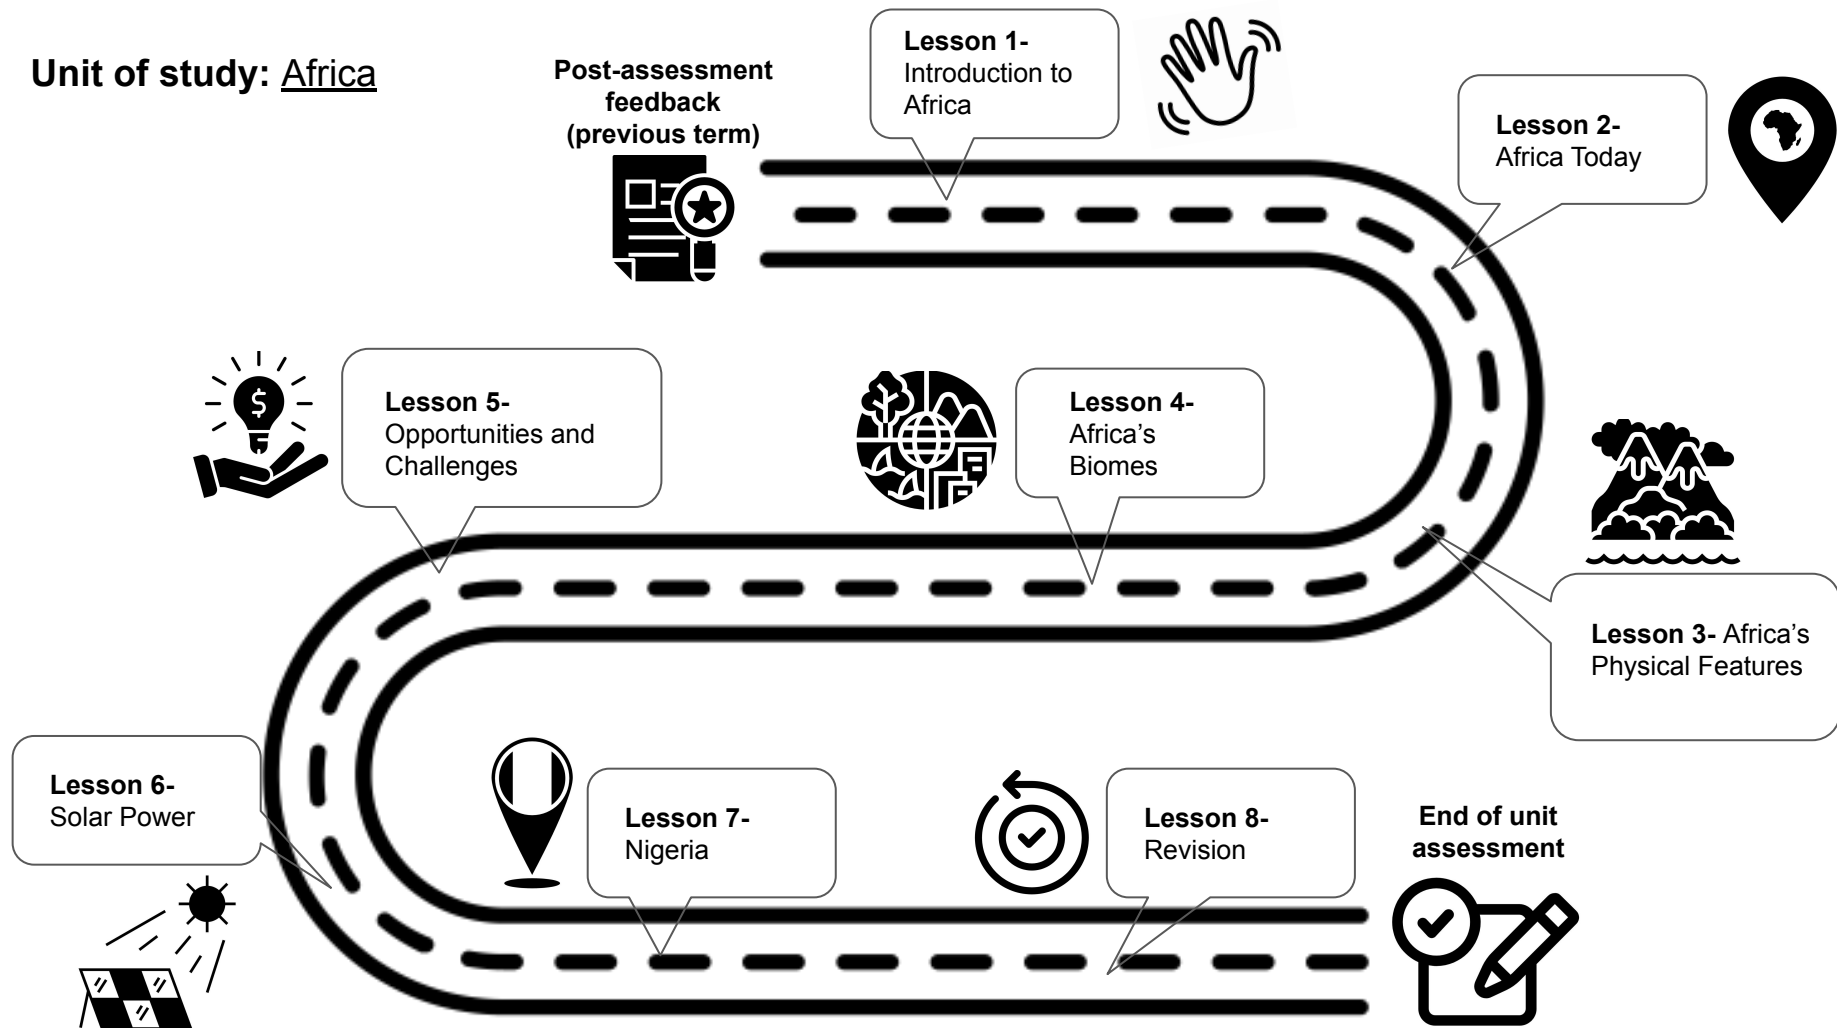 Unit of study: Africa
Post-assessment
feedback
(previous term)
Lesson 1-
Introduction to
Africa
Lesson 2-
Africa Today
Lesson 3- Africa’s
Physical Features
Lesson 4-
Africa’s
Biomes
Lesson 5-
Opportunities and
Challenges
$
Lesson 6-
Solar Power
Lesson 7-
Nigeria
Lesson 8-
Revision
End of unit
assessment